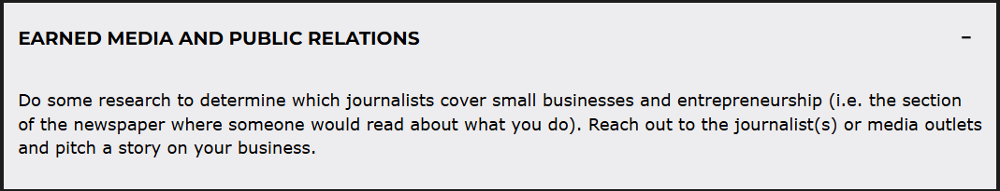 EARNED MEDIA AND PUBLIC RELATIONS –
Do some research to determine which journalists cover small businesses and entrepreneurship (i.e. the section
of the newspaper where someone would read about what you do). Reach out to the journalist(s) or media outlets
and pitch a story on your business.